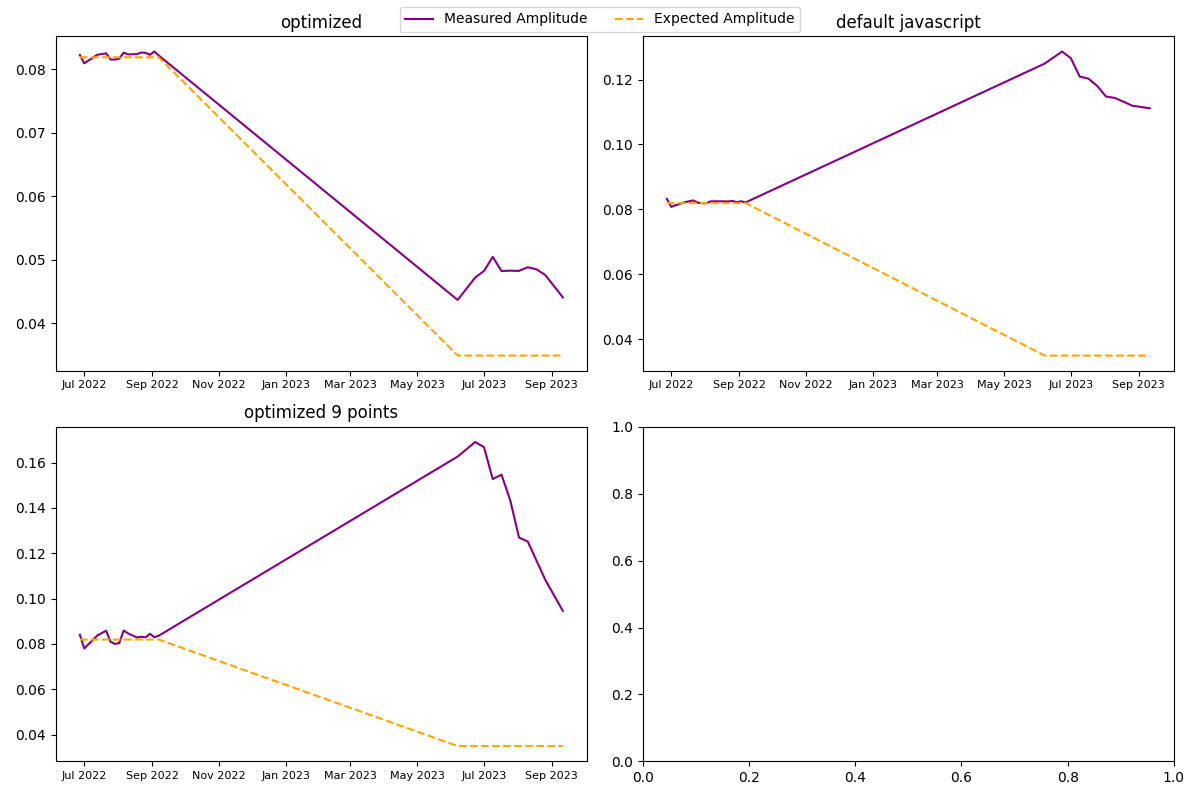 Measured Amplitude Expected Amplitude
optimized
0.08
0.07
0.06
0.05
0.04
Jul 2022 Sep 2022 Nov 2022 Jan 2023 Mar 2023 May 2023 Jul 2023 Sep 2023
default javascript
0.12
0.10
0.08
0.06
0.04
Jul 2022 Sep 2022 Nov 2022 Jan 2023 Mar 2023 May 2023 Jul 2023 Sep 2023
optimized 9 points
0.16
0.14
0.12
0.10
0.08
0.06
0.04
Jul 2022 Sep 2022 Nov 2022 Jan 2023 Mar 2023 May 2023 Jul 2023 Sep 2023
1.0
0.8
0.6
0.4
0.2
0.0
0.0 0.2 0.4 0.6 0.8 1.0